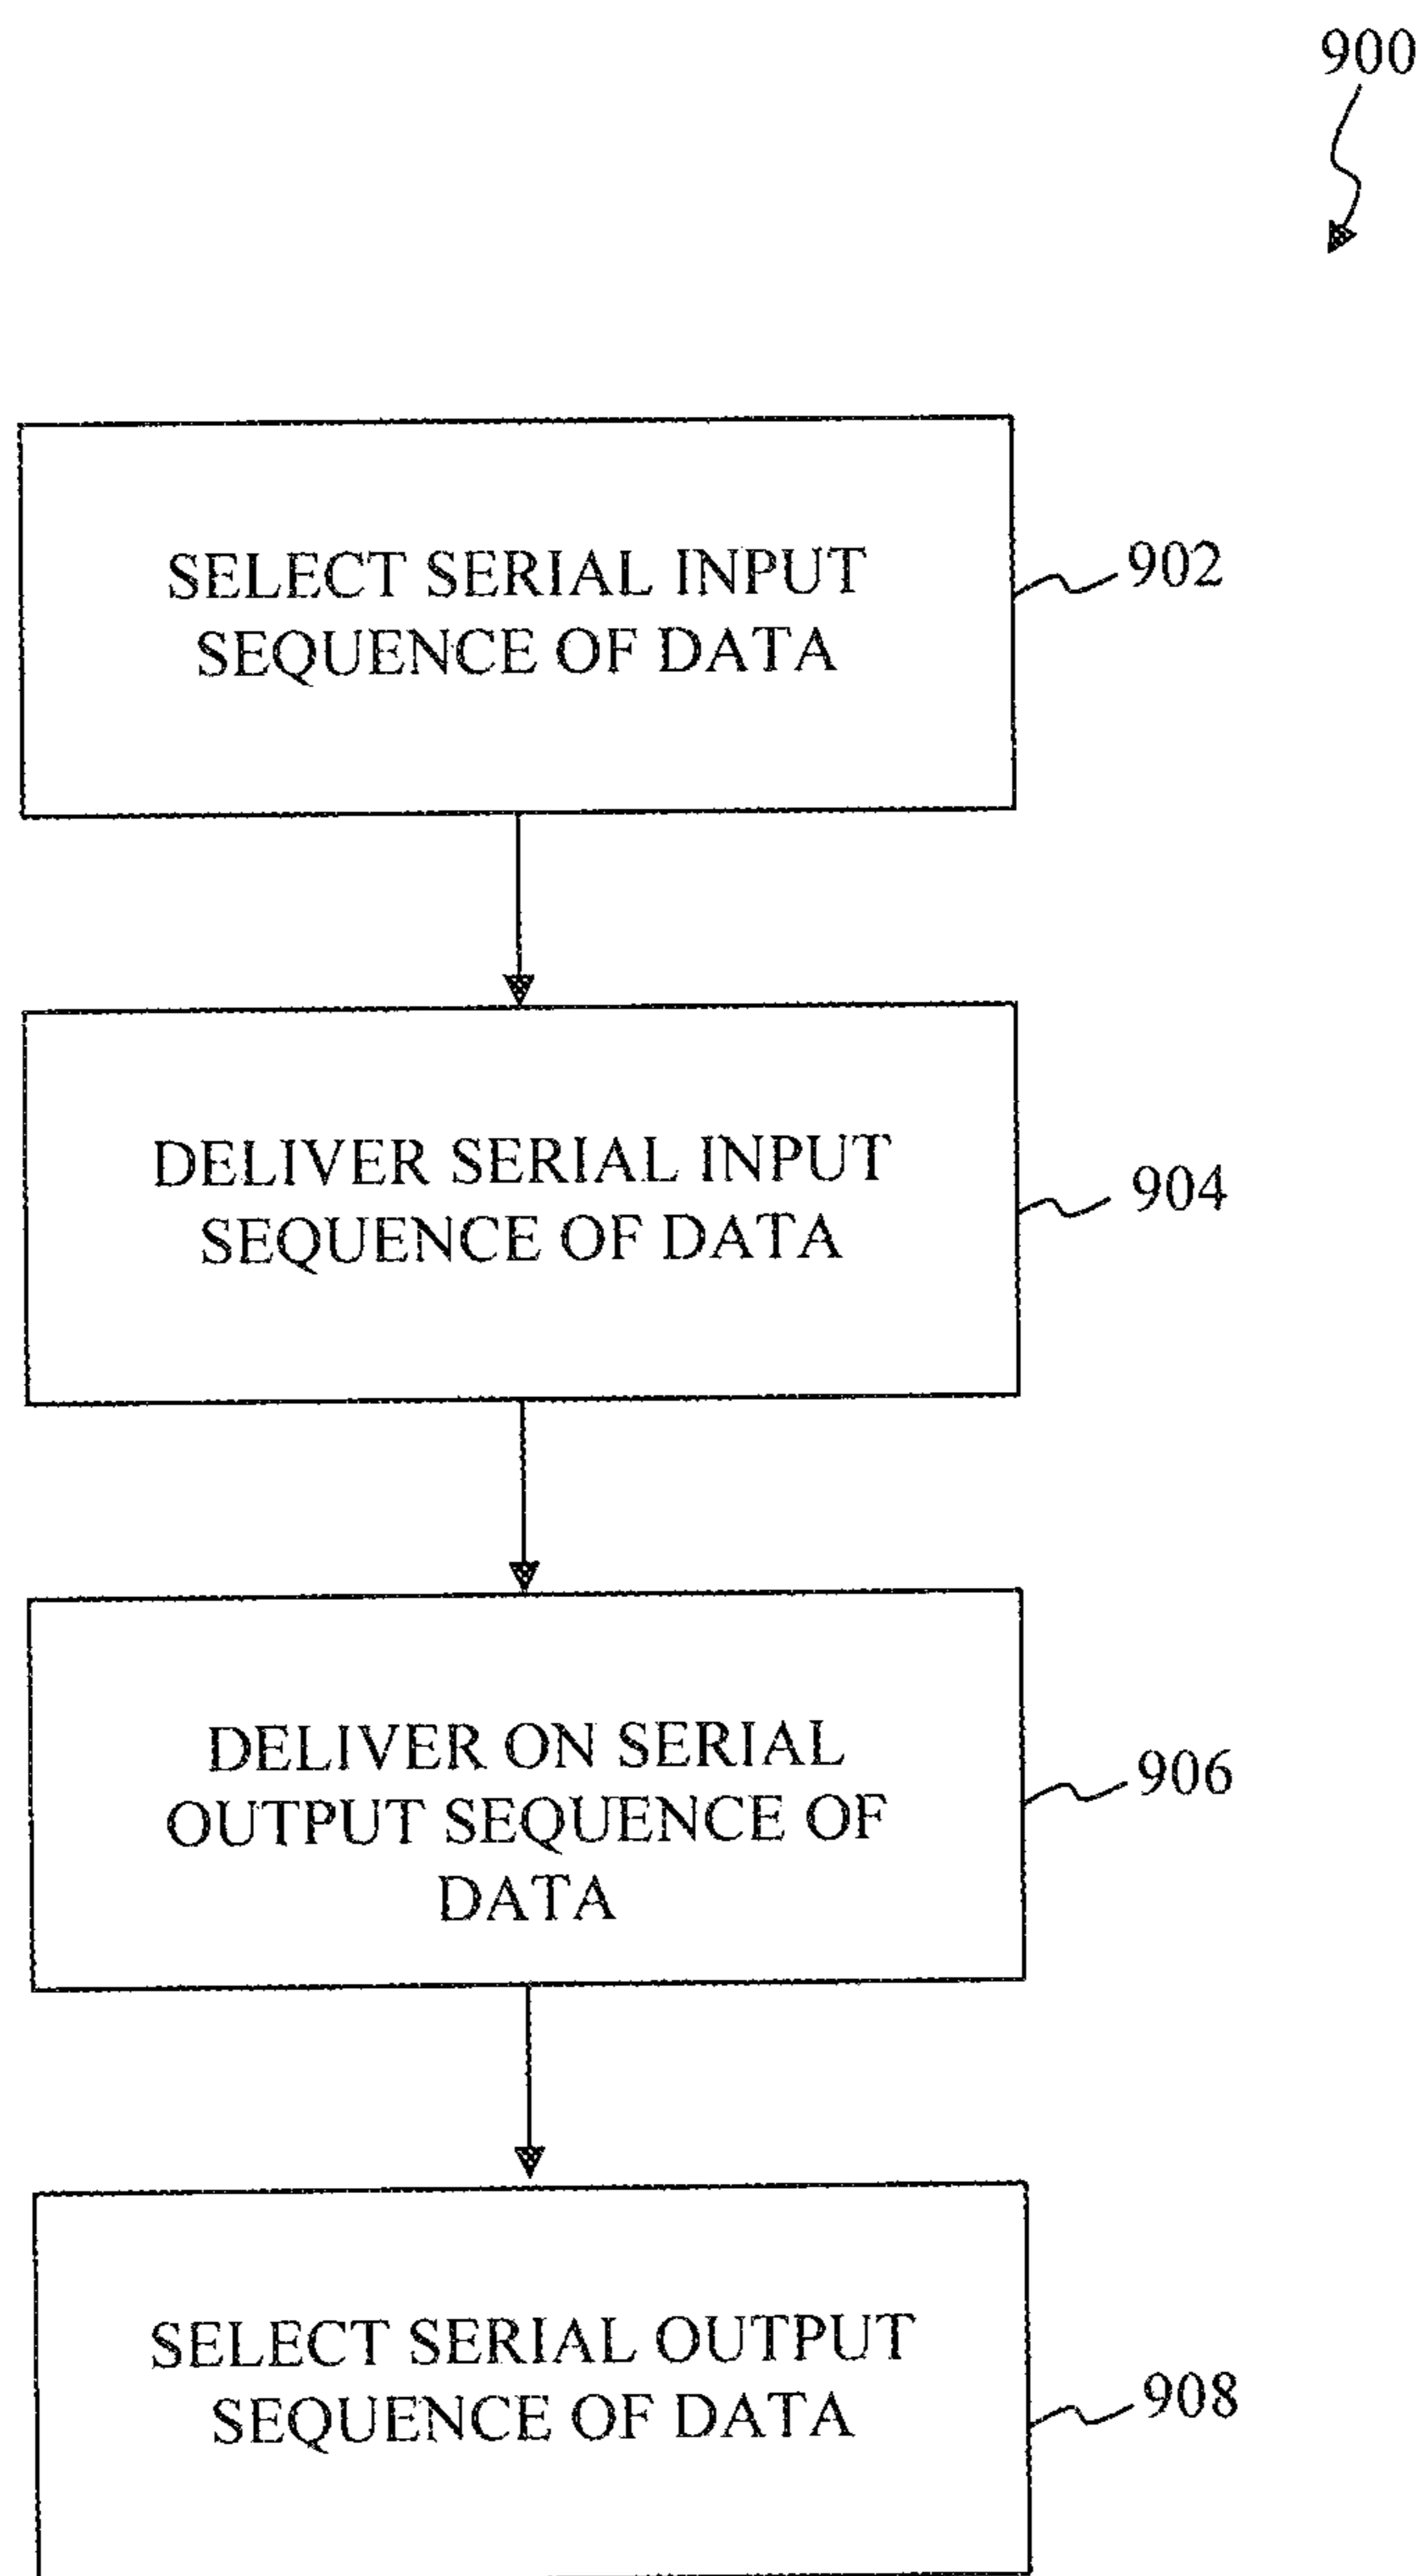 900
SELECT SERIAL INPUT
SEQUENCE OF DATA
902
DELIVER SERIAL INPUT
SEQUENCE OF DATA
904
DELIVER ON SERIAL
OUTPUT SEQUENCE OF
DATA
906
SELECT SERIAL OUTPUT
SEQUENCE OF DATA
908